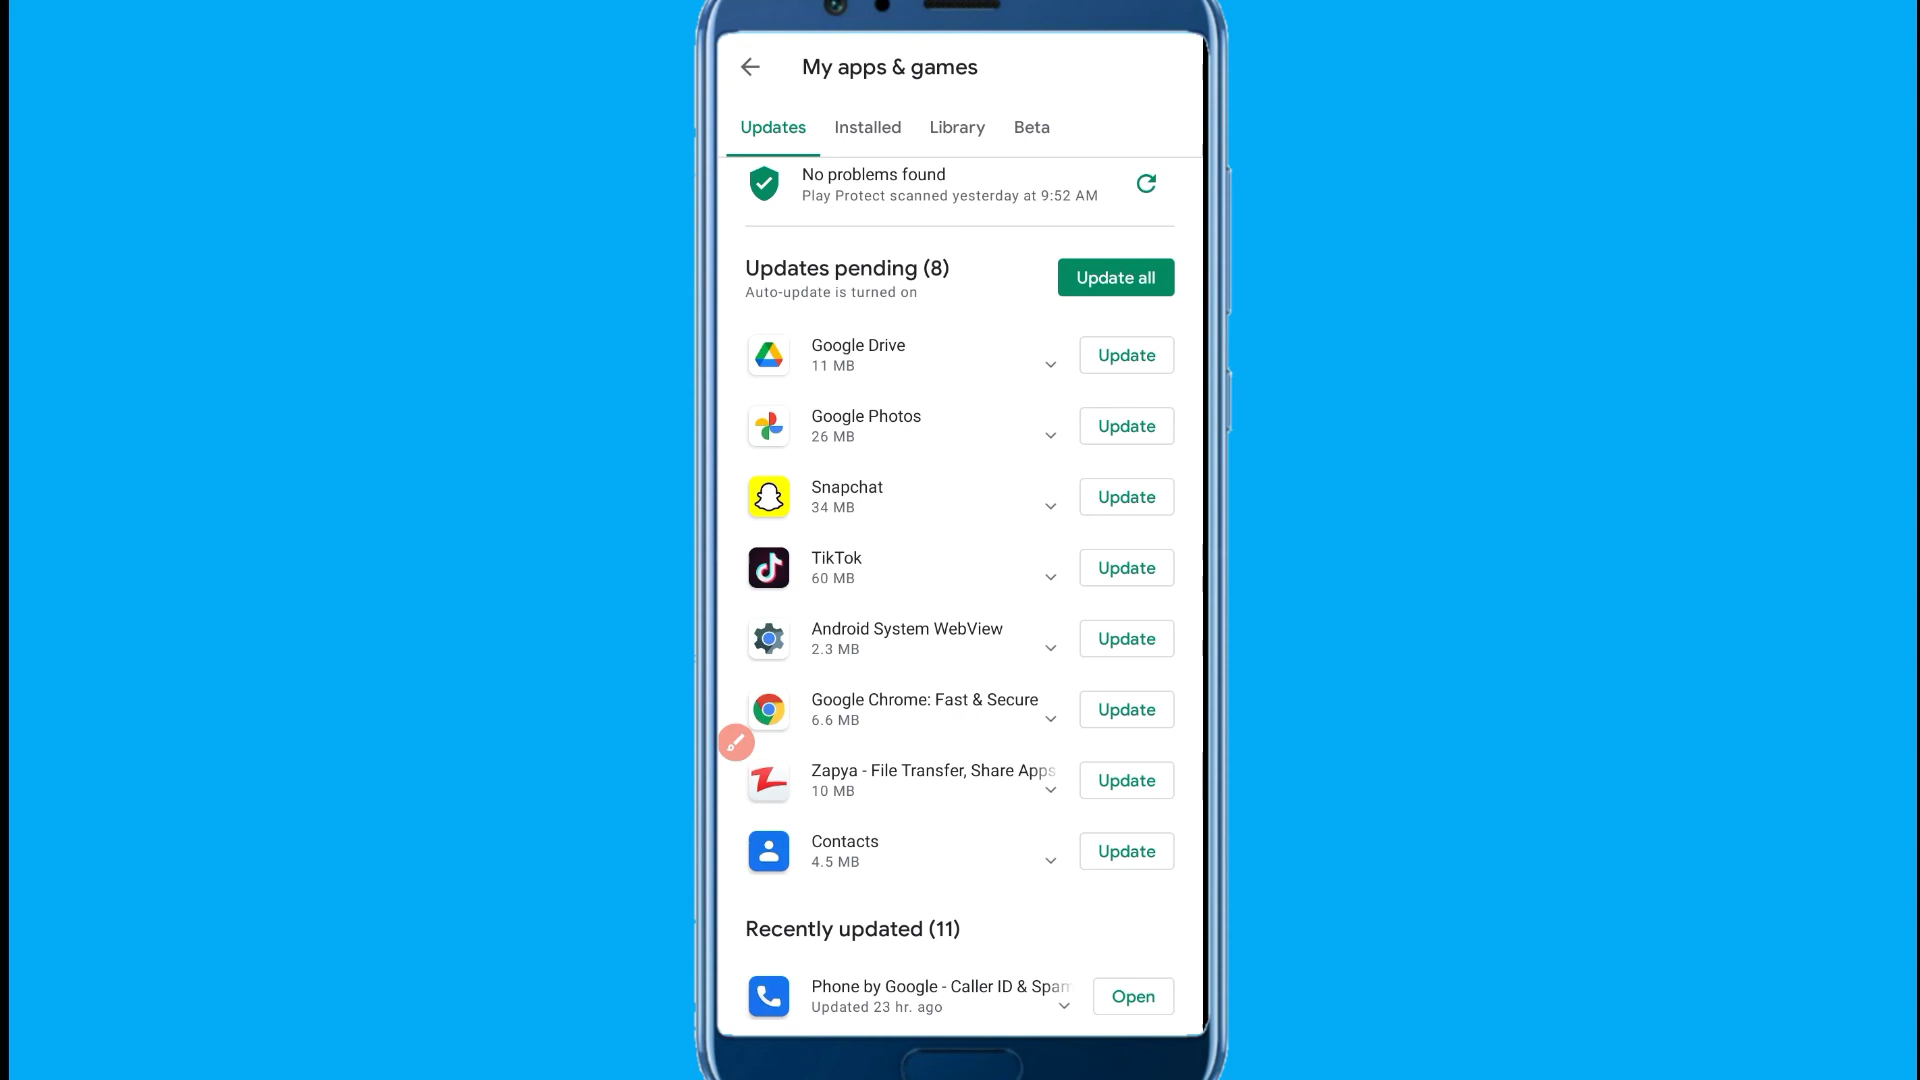 My apps & games
Updates Installed Library Beta
No problems found
Play Protect scanned yesterday at 9:52 AM
Updates pending (8)
Auto-update is turned on
Update all
Google Drive
11 MB
Update
Google Photos
26 MB
Update
Snapchat
34 MB
Update
TikTok
60 MB
Update
Android System WebView
2.3 MB
Update
Google Chrome: Fast & Secure
6.6 MB
Update
Zapya - File Transfer, Share Apps
10 MB
Update
Contacts
4.5 MB
Update
Recently updated (11)
Phone by Google - Caller ID & Spam
Updated 23 hr. ago
Open